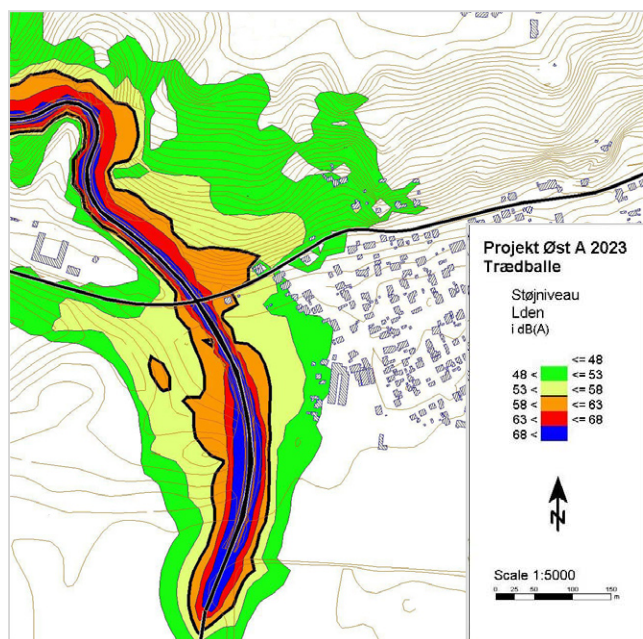 Projekt Øst A 2023
Trædballe
Støjniveau
Lden
i dB(A)
<= 48
48 < <= 53
53 < <= 58
58 < <= 63
63 < <= 68
68 <
N
Scale 1:5000
0 25 50 100 150
m